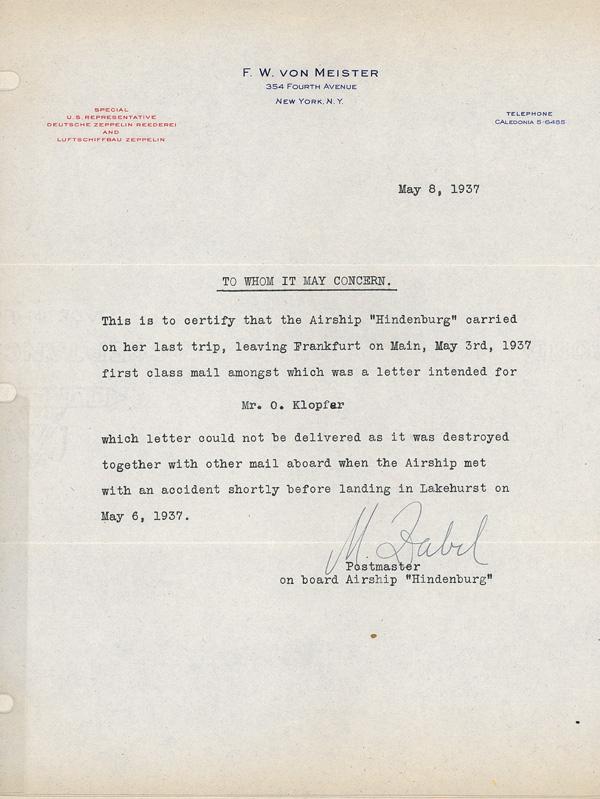 F. W. VON MEISTER
354 FOURTH AVENUE
NEW YORK, N. Y.
SPECIAL
U. S. REPRESENTATIVE
DEUTSCHE ZEPPELIN-REEDEREI
AND
LUFTSCHIFFBAU ZEPPELIN
TELEPHONE
CALEDONIA 5-6485
May 8, 1937
TO WHOM IT MAY CONCERN.
This is to certify that the Airship "Hindenburg" carried
on her last trip, leaving Frankfurt on Main, May 3rd, 1937
first class mail amongst which was a letter intended for
Mr. O. Klopfer
which letter could not be delivered as it was destroyed
together with other mail aboard when the Airship met
with an accident shortly before landing in Lakehurst on
May 6, 1937.
M. Zabel
Postmaster
on board Airship "Hindenburg"